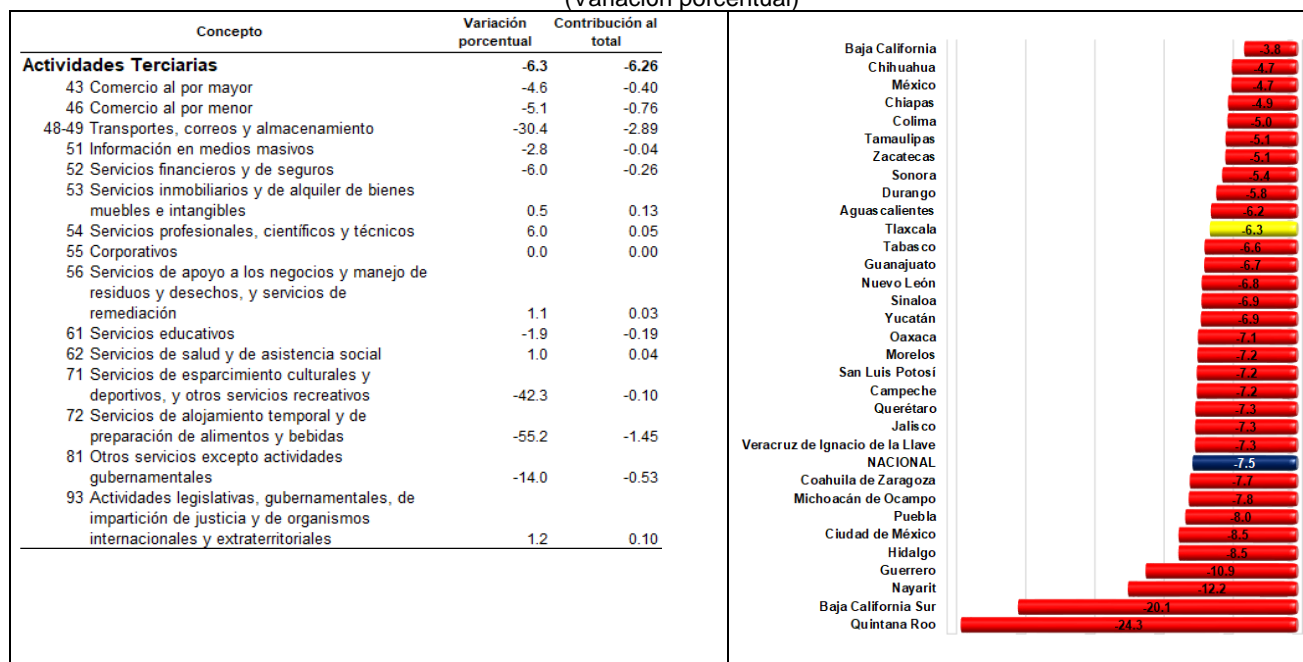 (Variación porcentual)
Concepto Variación porcentual Contribución al total
Actividades Terciarias -6.3 -6.26
43 Comercio al por mayor -4.6 -0.40
46 Comercio al por menor -5.1 -0.76
48-49 Transportes, correos y almacenamiento -30.4 -2.89
51 Información en medios masivos -2.8 -0.04
52 Servicios financieros y de seguros -6.0 -0.26
53 Servicios inmobiliarios y de alquiler de bienes
muebles e intangibles 0.5 0.13
54 Servicios profesionales, científicos y técnicos 6.0 0.05
55 Corporativos 0.0 0.00
56 Servicios de apoyo a los negocios y manejo de
residuos y desechos, y servicios de
remediación 1.1 0.03
61 Servicios educativos -1.9 -0.19
62 Servicios de salud y de asistencia social 1.0 0.04
71 Servicios de esparcimiento culturales y
deportivos, y otros servicios recreativos -42.3 -0.10
72 Servicios de alojamiento temporal y de
preparación de alimentos y bebidas -55.2 -1.45
81 Otros servicios excepto actividades
gubernamentales -14.0 -0.53
93 Actividades legislativas, gubernamentales, de
impartición de justicia y de organismos
internacionales y extraterritoriales 1.2 0.10
Baja California -3.8
Chihuahua -4.7
México -4.7
Chiapas -4.9
Colima -5.0
Tamaulipas -5.1
Zacatecas -5.1
Sonora -5.4
Durango -5.8
Aguascalientes -6.2
Tlaxcala -6.3
Tabasco -6.6
Guanajuato -6.7
Nuevo León -6.8
Sinaloa -6.9
Yucatán -6.9
Oaxaca -7.1
Morelos -7.2
San Luis Potosí -7.2
Campeche -7.2
Querétaro -7.3
Jalisco -7.3
Veracruz de Ignacio de la Llave -7.3
NACIONAL -7.5
Coahuila de Zaragoza -7.7
Michoacán de Ocampo -7.8
Puebla -8.0
Ciudad de México -8.5
Hidalgo -8.5
Guerrero -10.9
Nayarit -12.2
Baja California Sur -20.1
Quintana Roo -24.3